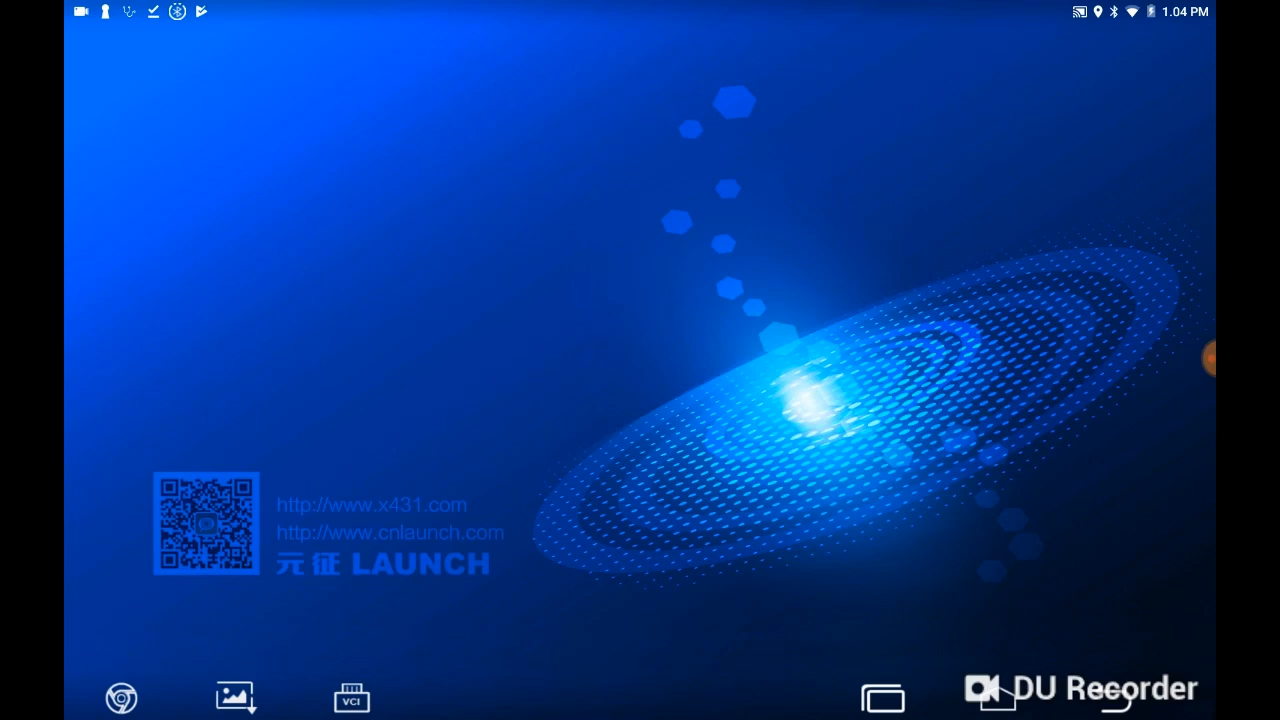 1.04 PM
http://www.x431.com
http://www.cnlaunch.com
元征 LAUNCH
VCI
DU Recorder